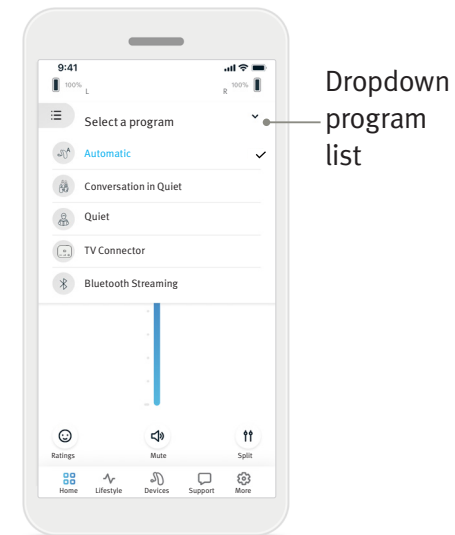 9:41
100% L
R 100%
Select a program
Automatic
Conversation in Quiet
Quiet
TV Connector
Bluetooth Streaming
Ratings
Mute
Split
Home
Lifestyle
Devices
Support
More
Dropdown
program
list